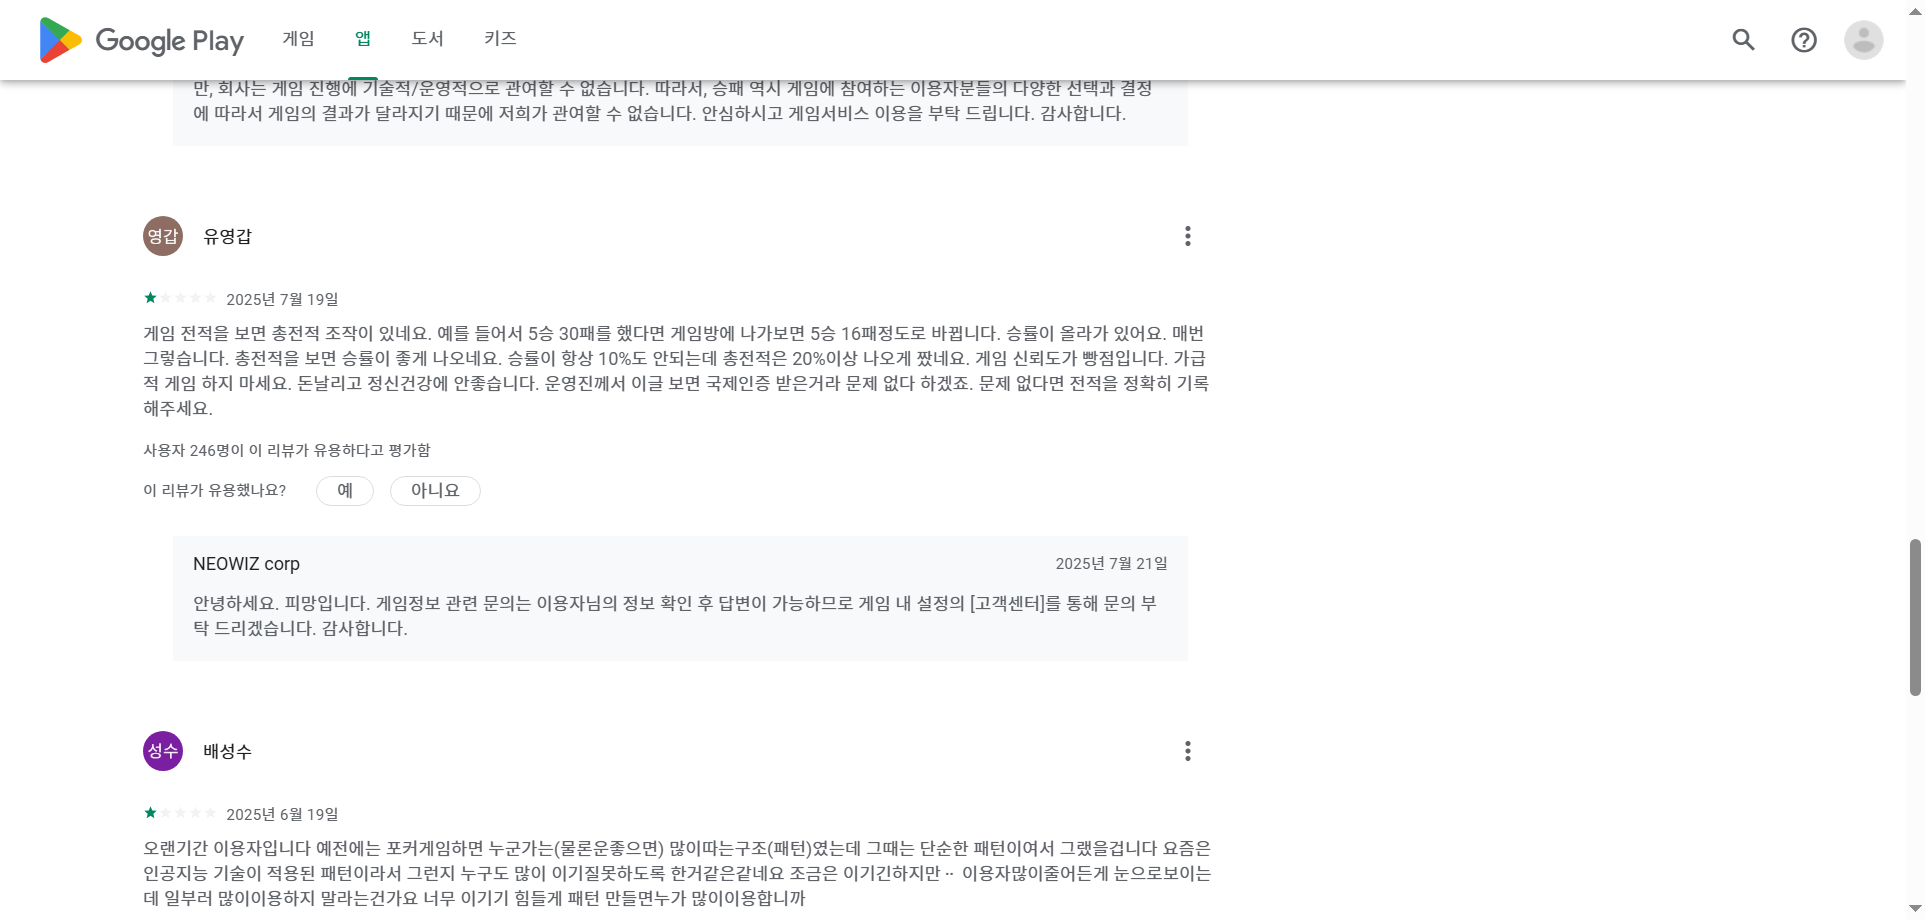 Google Play
게임
앱
도서
키즈
만, 회사는 게임 진행에 기술적/운영적으로 관여할 수 없습니다. 따라서, 승패 역시 게임에 참여하는 이용자분들의 다양한 선택과 결정
에 따라서 게임의 결과가 달라지기 때문에 저희가 관여할 수 없습니다. 안심하시고 게임서비스 이용을 부탁 드립니다. 감사합니다.
영갑
유영갑
2025년 7월 19일
게임 전적을 보면 총전적 조작이 있네요. 예를 들어서 5승 30패를 했다면 게임방에 나가보면 5승 16패정도로 바뀝니다. 승률이 올라가 있어요. 매번
그렇습니다. 총전적을 보면 승률이 좋게 나오네요. 승률이 항상 10%도 안되는데 총전적은 20%이상 나오게 짰네요. 게임 신뢰도가 빵점입니다. 가급
적 게임 하지 마세요. 돈날리고 정신건강에 안좋습니다. 운영진께서 이글 보면 국제인증 받은거라 문제 없다 하겠죠. 문제 없다면 전적을 정확히 기록
해주세요.
사용자 246명이 이 리뷰가 유용하다고 평가함
이 리뷰가 유용했나요?
예
아니요
NEOWIZ corp
2025년 7월 21일
안녕하세요. 피망입니다. 게임정보 관련 문의는 이용자님의 정보 확인 후 답변이 가능하므로 게임 내 설정의 [고객센터]를 통해 문의 부
탁 드리겠습니다. 감사합니다.
성수
배성수
2025년 6월 19일
오랜기간 이용자입니다 예전에는 포커게임하면 누군가는(물론운좋으면) 많이따는구조(패턴)였는데 그때는 단순한 패턴이여서 그랬을겁니다 요즘은
인공지능 기술이 적용된 패턴이라서 그런지 누구도 많이 이기질못하도록 한거같은같네요 조금은 이기긴하지만ᆢ 이용자많이줄어든게 눈으로보이는
데 일부러 많이이용하지 말라는건가요 너무 이기기 힘들게 패턴 만들면누가 많이이용합니까